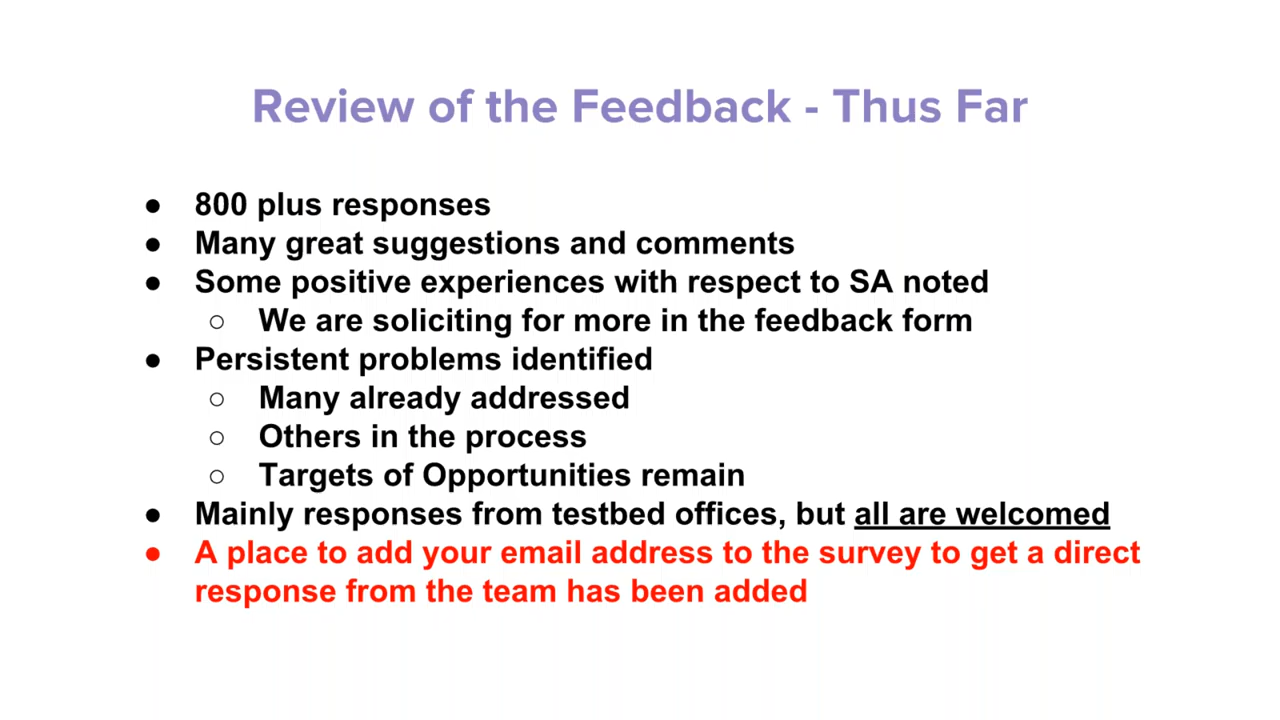 Review of the Feedback - Thus Far
● 800 plus responses
● Many great suggestions and comments
● Some positive experiences with respect to SA noted
○ We are soliciting for more in the feedback form
● Persistent problems identified
○ Many already addressed
○ Others in the process
○ Targets of Opportunities remain
● Mainly responses from testbed offices, but all are welcomed
● A place to add your email address to the survey to get a direct
response from the team has been added